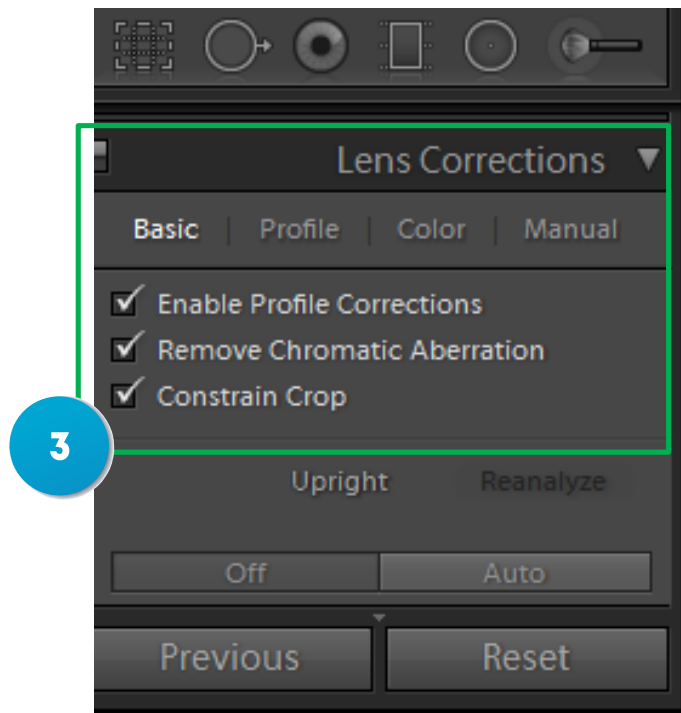 Lens Corrections
Basic | Profile | Color | Manual
Enable Profile Corrections
Remove Chromatic Aberration
Constrain Crop
3
Upright Reanalyze
Off Auto
Previous Reset